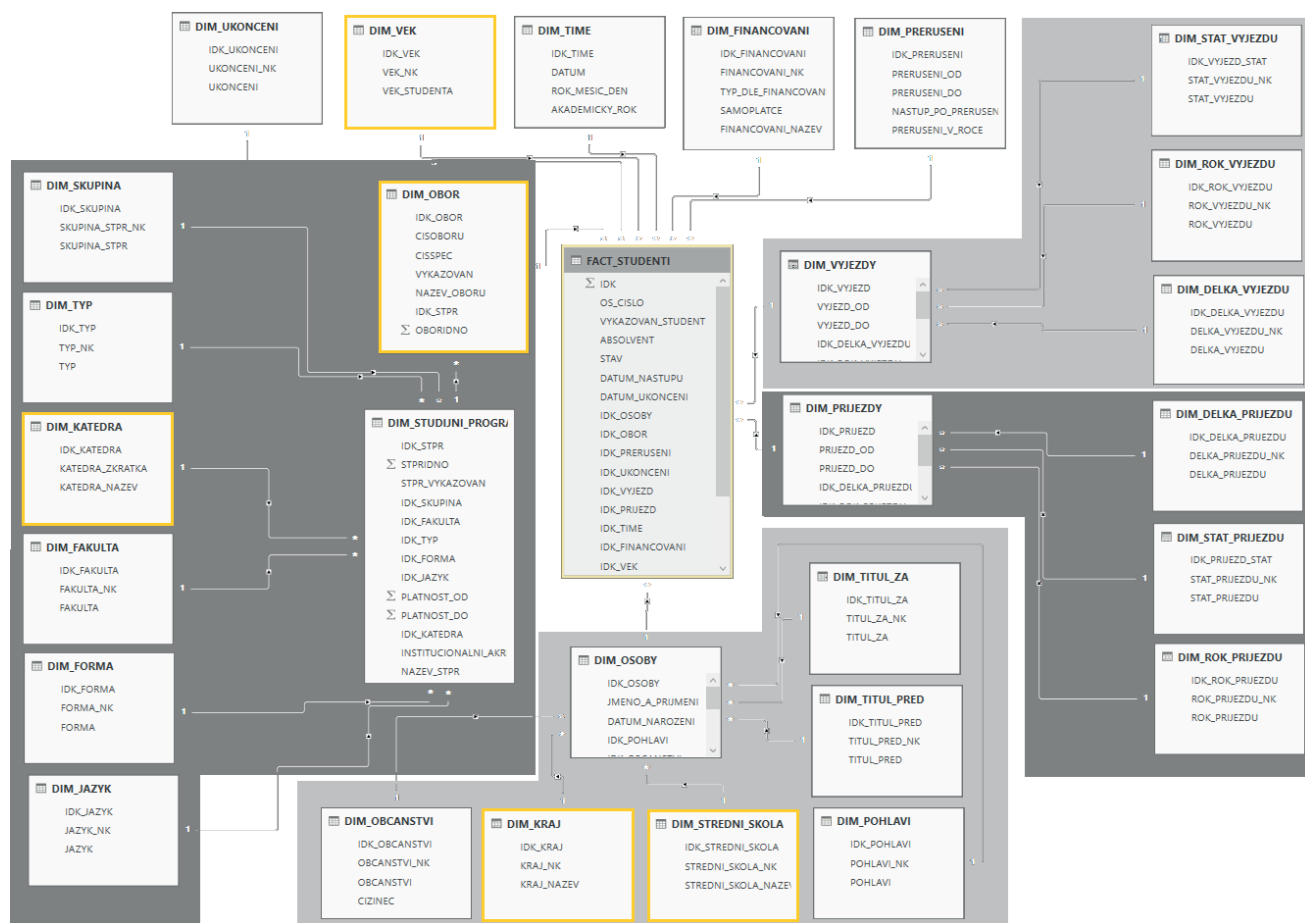 DIM_UKONCENI
IDK_UKONCENI
UKONCENI_NK
UKONCENI
DIM_VEK
IDK_VEK
VEK_NK
VEK_STUDENTA
DIM_TIME
IDK_TIME
DATUM
ROK_MESIC_DEN
AKADEMICKY_ROK
DIM_FINANCOVANI
IDK_FINANCOVANI
FINANCOVANI_NK
TYP_DLE_FINANCOVAN
SAMOPLATCE
FINANCOVANI_NAZEV
DIM_PRERUSENI
IDK_PRERUSENI
PRERUSENI_OD
PRERUSENI_DO
NASTUP_PO_PRERUSEN
PRERUSENI_V_ROCE
DIM_STAT_VYJEZDU
IDK_VYJEZD_STAT
STAT_VYJEZDU_NK
STAT_VYJEZDU
DIM_SKUPINA
IDK_SKUPINA
SKUPINA_STPR_NK
SKUPINA_STPR
DIM_OBOR
IDK_OBOR
CISOBORU
CISSPEC
VYKAZOVAN
NAZEV_OBORU
IDK_STPR
Σ OBORIDNO
FACT_STUDENTI
Σ IDK
OS_CISLO
VYKAZOVAN_STUDENT
ABSOLVENT
STAV
DATUM_NASTUPU
DATUM_UKONCENI
IDK_OSOBY
IDK_OBOR
IDK_PRERUSENI
IDK_UKONCENI
IDK_VYJEZD
IDK_PRIJEZD
IDK_TIME
IDK_FINANCOVANI
IDK_VEK
DIM_VYJEZDY
IDK_VYJEZD
VYJEZD_OD
VYJEZD_DO
IDK_DELKA_VYJEZDU
DIM_ROK_VYJEZDU
IDK_ROK_VYJEZDU
ROK_VYJEZDU_NK
ROK_VYJEZDU
DIM_DELKA_VYJEZDU
IDK_DELKA_VYJEZDU
DELKA_VYJEZDU_NK
DELKA_VYJEZDU
DIM_TYP
IDK_TYP
TYP_NK
TYP
DIM_KATEDRA
IDK_KATEDRA
KATEDRA_ZKRATKA
KATEDRA_NAZEV
DIM_STUDIJNI_PROGRA
IDK_STPR
Σ STPRIDNO
STPR_VYKAZOVAN
IDK_SKUPINA
IDK_FAKULTA
IDK_TYP
IDK_FORMA
IDK_JAZYK
Σ PLATNOST_OD
Σ PLATNOST_DO
IDK_KATEDRA
INSTITUCIONALNI_AKR
NAZEV_STPR
DIM_PRIJEZDY
IDK_PRIJEZD
PRIJEZD_OD
PRIJEZD_DO
IDK_DELKA_PRIJEZDU
DIM_DELKA_PRIJEZDU
IDK_DELKA_PRIJEZDU
DELKA_PRIJEZDU_NK
DELKA_PRIJEZDU
DIM_FAKULTA
IDK_FAKULTA
FAKULTA_NK
FAKULTA
DIM_STAT_PRIJEZDU
IDK_PRIJEZD_STAT
STAT_PRIJEZDU_NK
STAT_PRIJEZDU
DIM_FORMA
IDK_FORMA
FORMA_NK
FORMA
DIM_OSOBY
IDK_OSOBY
JMENO_A_PRIJMENI
DATUM_NAROZENI
IDK_POHLAVI
DIM_TITUL_ZA
IDK_TITUL_ZA
TITUL_ZA_NK
TITUL_ZA
DIM_TITUL_PRED
IDK_TITUL_PRED
TITUL_PRED_NK
TITUL_PRED
DIM_ROK_PRIJEZDU
IDK_ROK_PRIJEZDU
ROK_PRIJEZDU_NK
ROK_PRIJEZDU
DIM_JAZYK
IDK_JAZYK
JAZYK_NK
JAZYK
DIM_OBCANSTVI
IDK_OBCANSTVI
OBCANSTVI_NK
OBCANSTVI
CIZINEC
DIM_KRAJ
IDK_KRAJ
KRAJ_NK
KRAJ_NAZEV
DIM_STREDNI_SKOLA
IDK_STREDNI_SKOLA
STREDNI_SKOLA_NK
STREDNI_SKOLA_NAZEV
DIM_POHLAVI
IDK_POHLAVI
POHLAVI_NK
POHLAVI